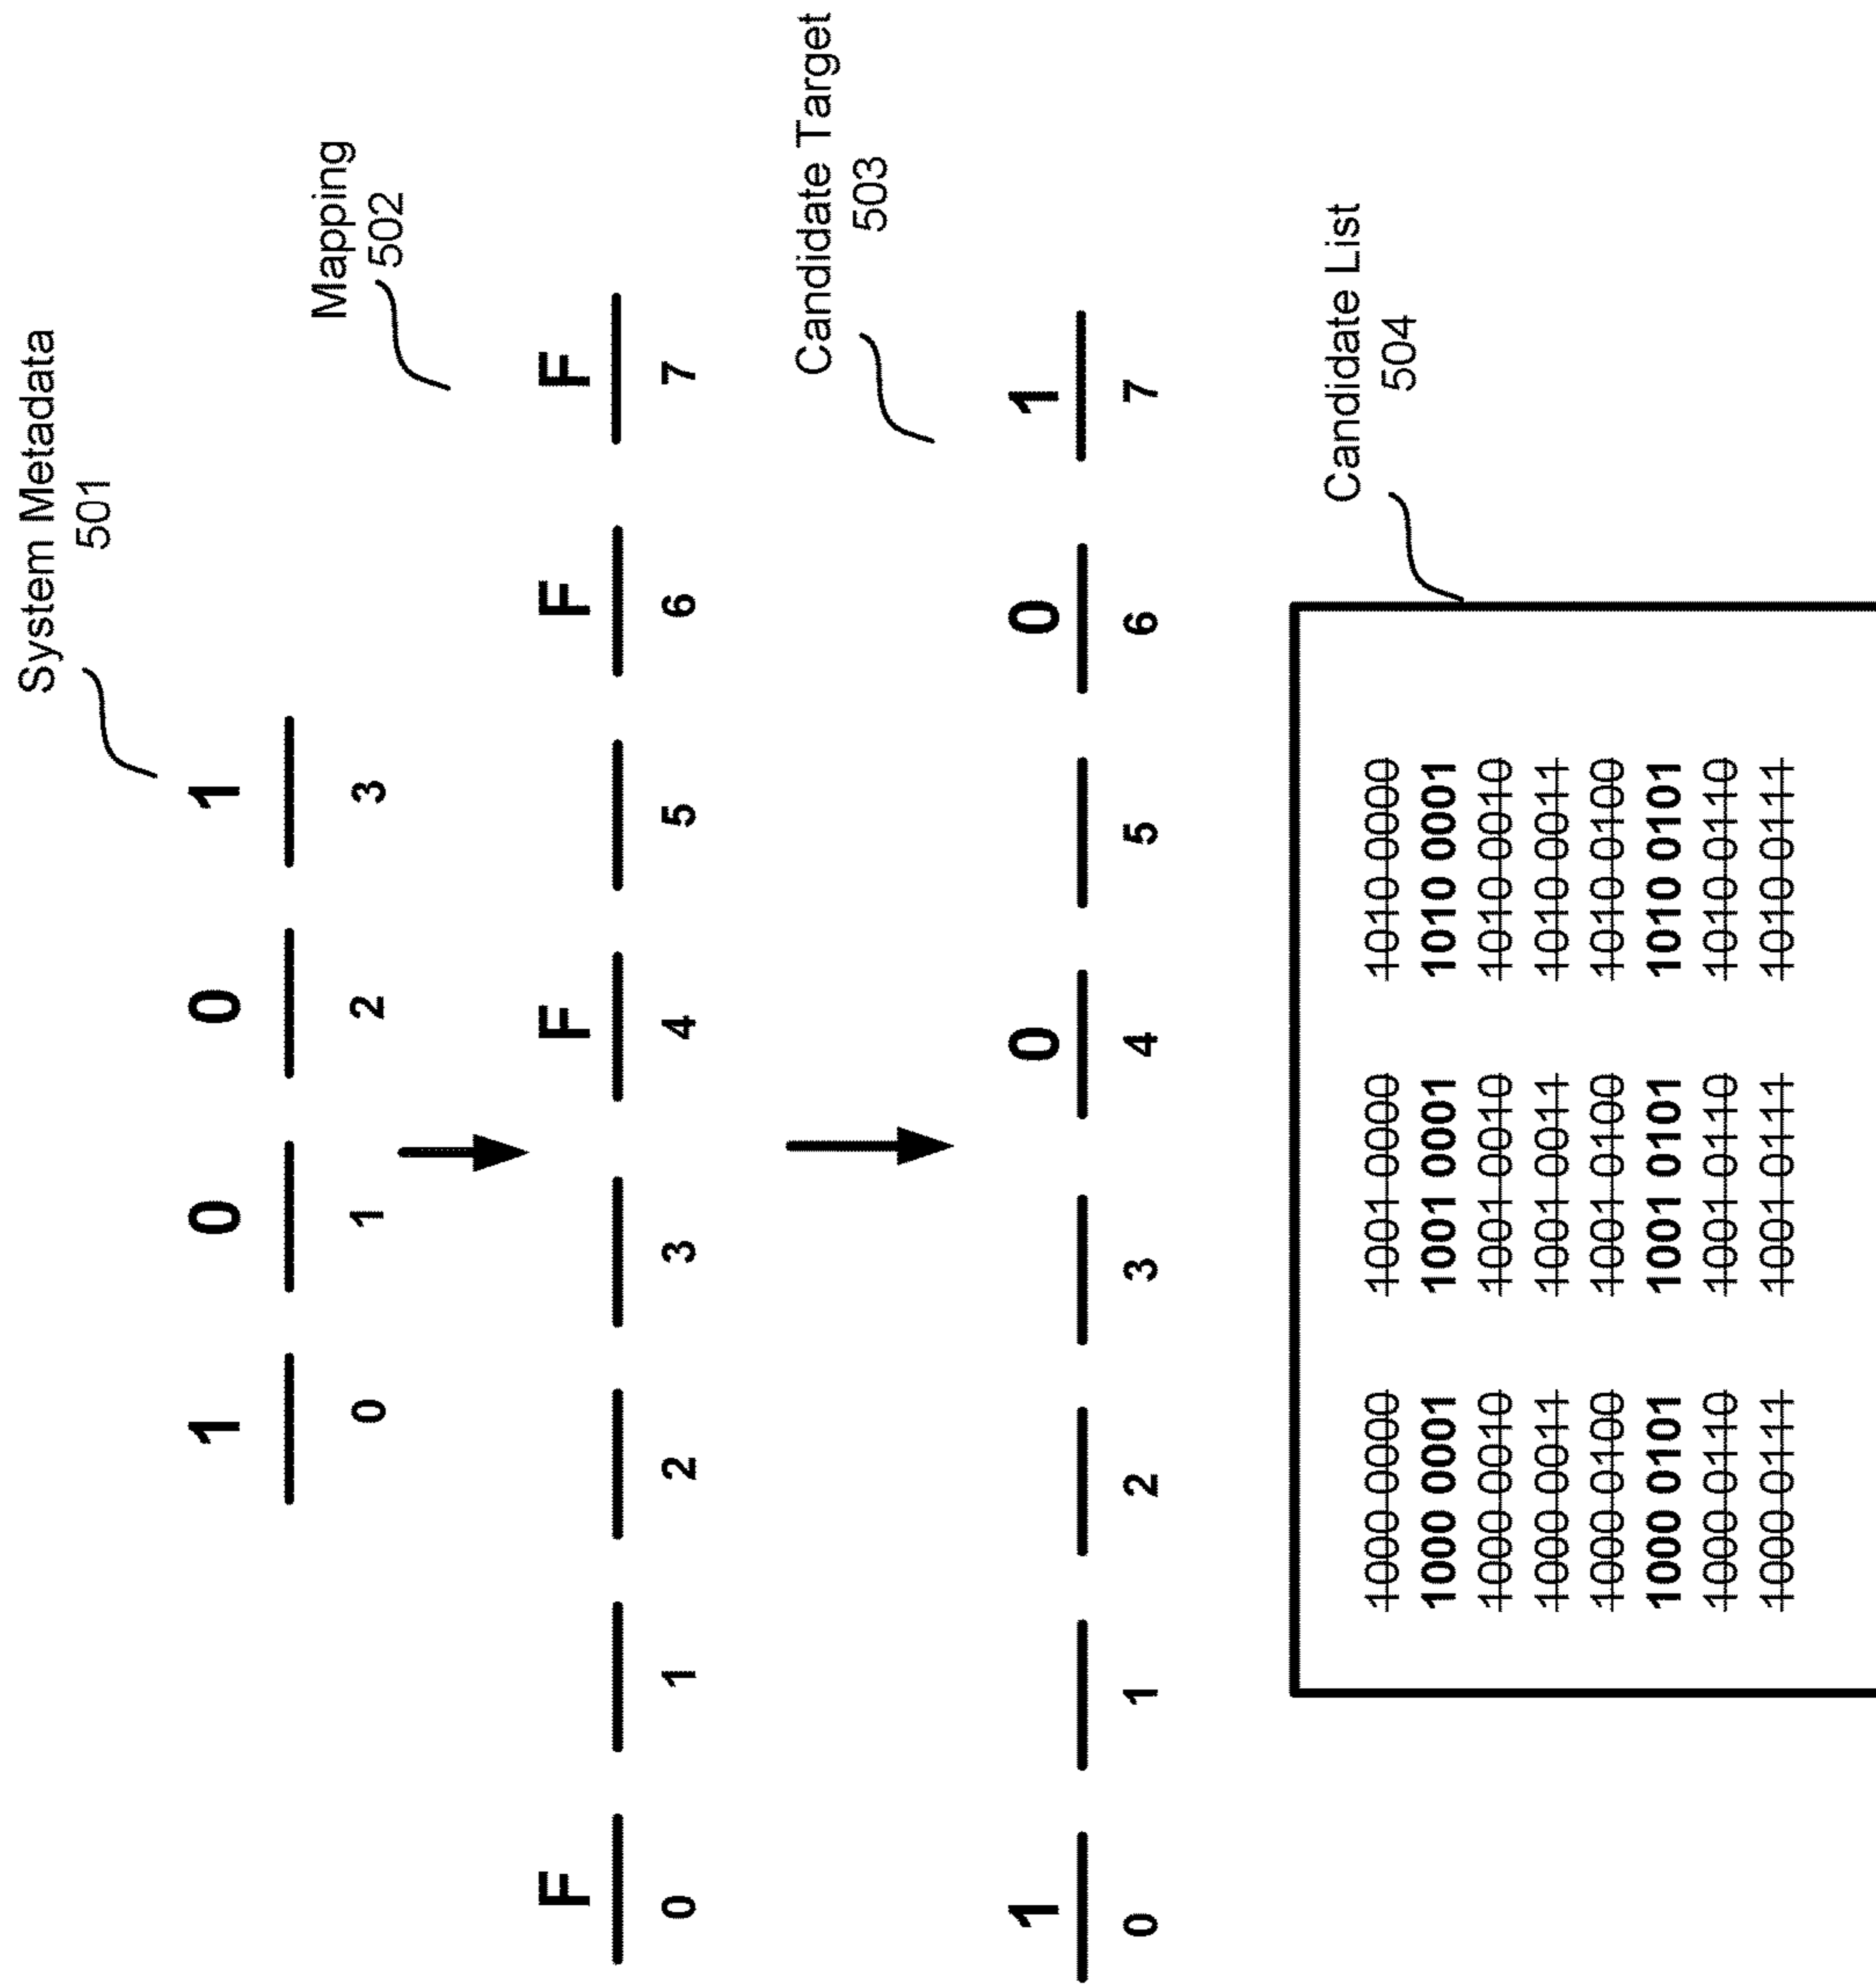 System Metadata
501
1 0 0 1
0 1 2 3
Mapping
502
F F F F
0 1 2 3 4 5 6 7
Candidate Target
503
1 0 0 1
0 1 2 3 4 5 6 7
Candidate List
504
1000 0000 1001 0000 1010 0000
1000 0001 1001 0001 1010 0001
1000 0010 1001 0010 1010 0010
1000 0011 1001 0011 1010 0011
1000 0100 1001 0100 1010 0100
1000 0101 1001 0101 1010 0101
1000 0110 1001 0110 1010 0110
1000 0111 1001 0111 1010 0111